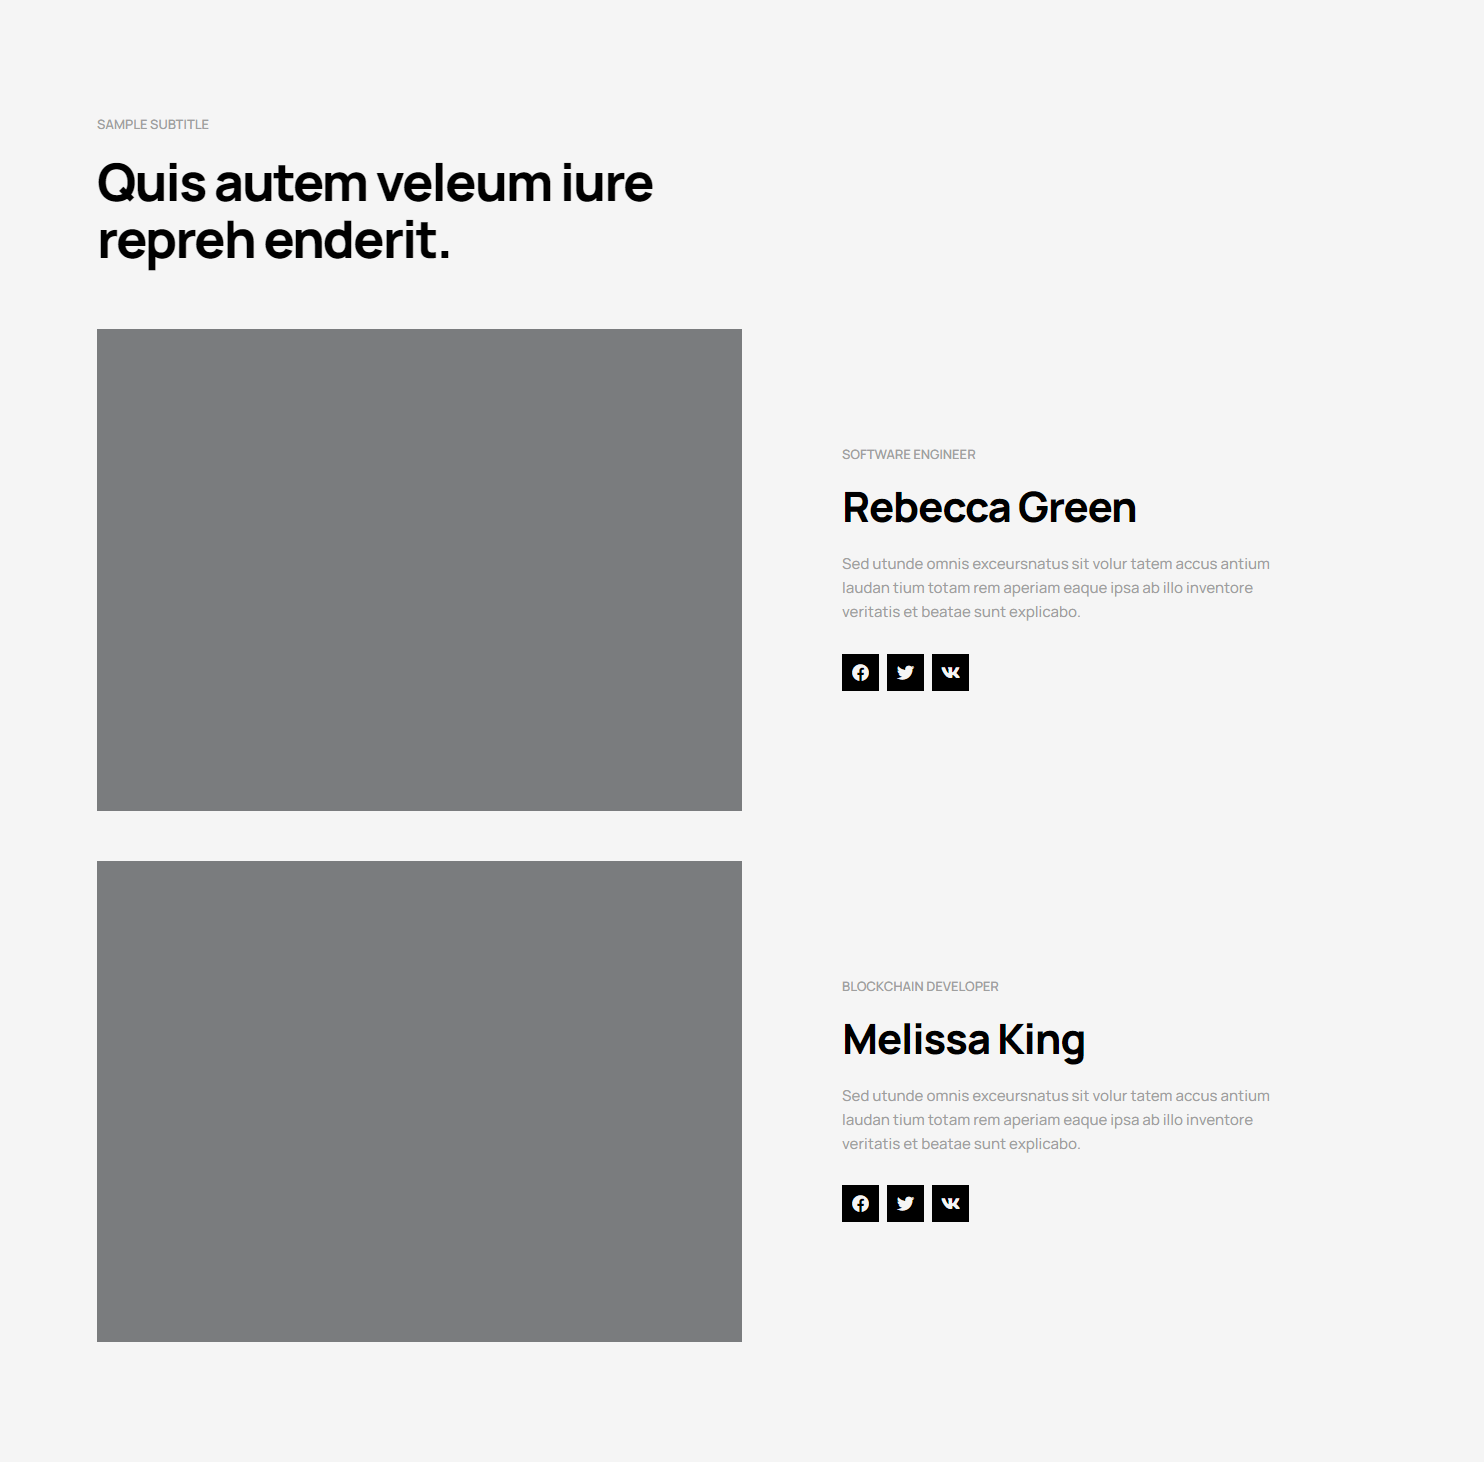 SAMPLE SUBTITLE
Quis autem veleum iure
repreh enderit.
SOFTWARE ENGINEER
Rebecca Green
Sed utunde omnis exceursnatus sit volur tatem accus antium
laudan tium totam rem aperiam eaque ipsa ab illo inventore
veritatis et beatae sunt explicabo.
BLOCKCHAIN DEVELOPER
Melissa King
Sed utunde omnis exceursnatus sit volur tatem accus antium
laudan tium totam rem aperiam eaque ipsa ab illo inventore
veritatis et beatae sunt explicabo.